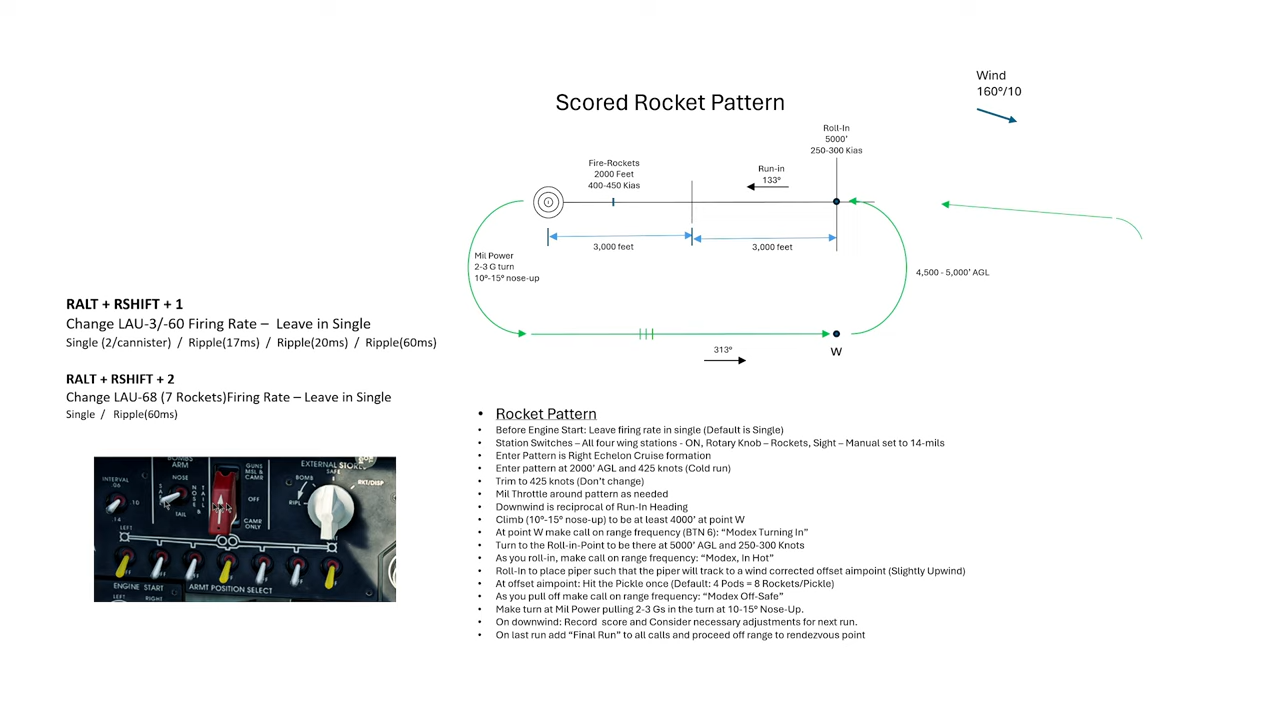 Wind
160°/10
Scored Rocket Pattern
Roll-In
5000'
250-300 Kias
Fire-Rockets
2000 Feet
400-450 Kias
Run-in
133°
3,000 feet
3,000 feet
Mil Power
2-3 G turn
10°-15° nose-up
4,500 - 5,000' AGL
313°
W
RALT + RSHIFT + 1
Change LAU-3/-60 Firing Rate – Leave in Single
Single (2/cannister) / Ripple(17ms) / Ripple(20ms) / Ripple(60ms)
RALT + RSHIFT + 2
Change LAU-68 (7 Rockets)Firing Rate – Leave in Single
Single / Ripple(60ms)
BOMBS
ARM
NOSE
SAFE
NOSE & TAIL
TAIL
GUNS
MSL &
CAMR
OFF
CAMR
ONLY
EXTERNAL STORES
SAFE
BOMB
RKT/DISP
RIPL
INTERVAL
.06
.10
.14
LEFT
ENGINE START
ARMT POSITION SELECT
LEFT
RIGHT
• Rocket Pattern
• Before Engine Start: Leave firing rate in single (Default is Single)
• Station Switches – All four wing stations - ON, Rotary Knob – Rockets, Sight – Manual set to 14-mils
• Enter Pattern is Right Echelon Cruise formation
• Enter pattern at 2000' AGL and 425 knots (Cold run)
• Trim to 425 knots (Don't change)
• Mil Throttle around pattern as needed
• Downwind is reciprocal of Run-In Heading
• Climb (10°-15° nose-up) to be at least 4000' at point W
• At point W make call on range frequency (BTN 6): “Modex Turning In”
• Turn to the Roll-in-Point to be there at 5000' AGL and 250-300 Knots
• As you roll-in, make call on range frequency: “Modex, In Hot”
• Roll-In to place piper such that the piper will track to a wind corrected offset aimpoint (Slightly Upwind)
• At offset aimpoint: Hit the Pickle once (Default: 4 Pods = 8 Rockets/Pickle)
• As you pull off make call on range frequency: “Modex Off-Safe”
• Make turn at Mil Power pulling 2-3 Gs in the turn at 10-15° Nose-Up.
• On downwind: Record score and Consider necessary adjustments for next run.
• On last run add “Final Run” to all calls and proceed off range to rendezvous point